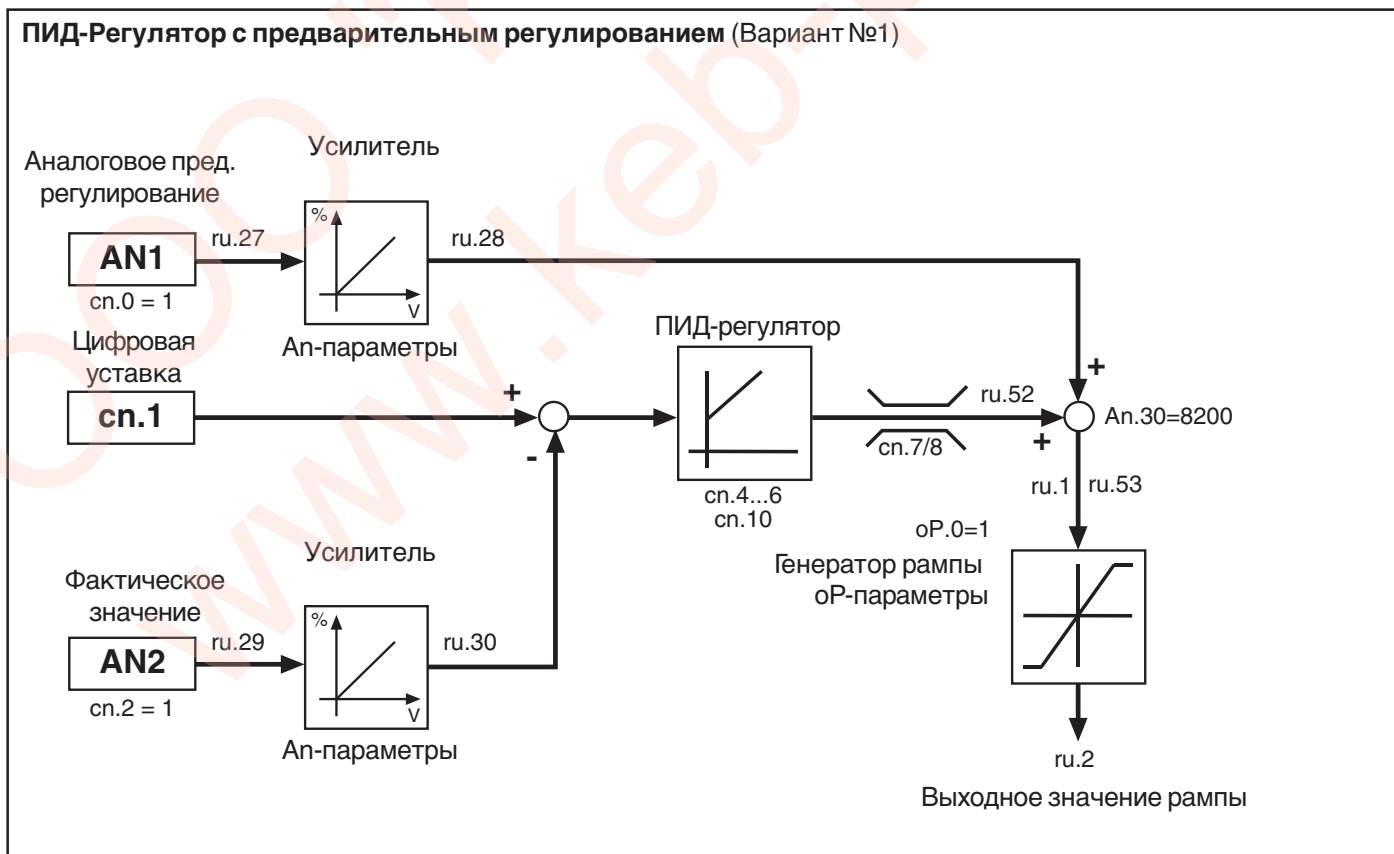 ПИД-Регулятор с предварительным регулированием (Вариант №1)
Аналоговое пред.
регулирование
AN1
cn.0 = 1
ru.27
Усилитель
%
V
An-параметры
ru.28
Цифровая
уставка
cn.1
+
-
ПИД-регулятор
cn.4...6
cn.10
cn.7/8
ru.52
+
+
An.30=8200
ru.1
ru.53
oP.0=1
Генератор рампы
oP-параметры
ru.2
Выходное значение рампы
Фактическое
значение
AN2
cn.2 = 1
ru.29
Усилитель
%
V
An-параметры
ru.30
ООО "
www.keb-